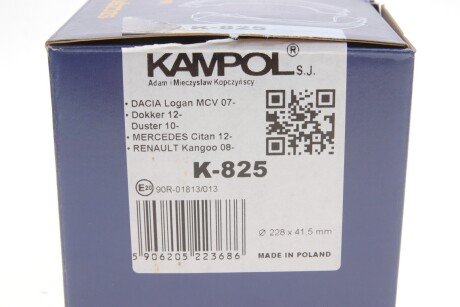 K-825
KAMPOL® S.J.
Adam i Mieczysław Kopczyńscy
• DACIA Logan MCV 07-
• Dokker 12-
Duster 10-
• MERCEDES Citan 12-
• RENAULT Kangoo 08-
K-825
E20 90R-01813/013
Ø 228 x 41.5 mm
5 906205 223686
MADE IN POLAND